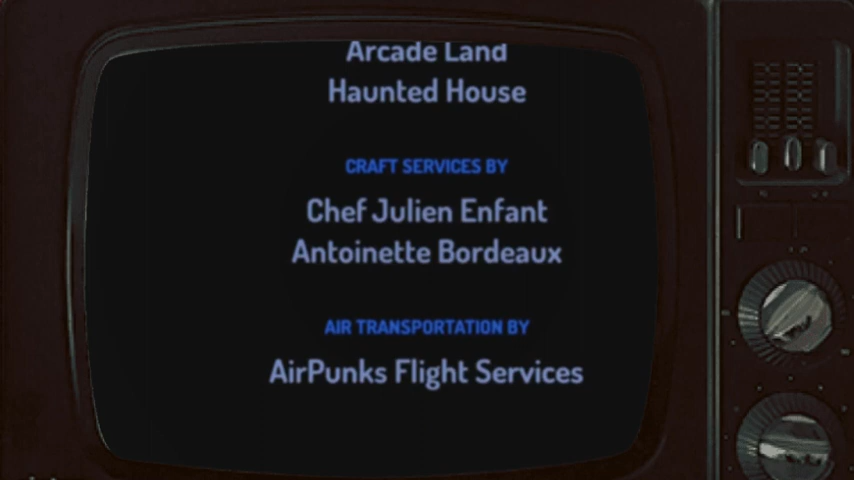 Arcade Land
Haunted House
CRAFT SERVICES BY
Chef Julien Enfant
Antoinette Bordeaux
AIR TRANSPORTATION BY
AirPunks Flight Services